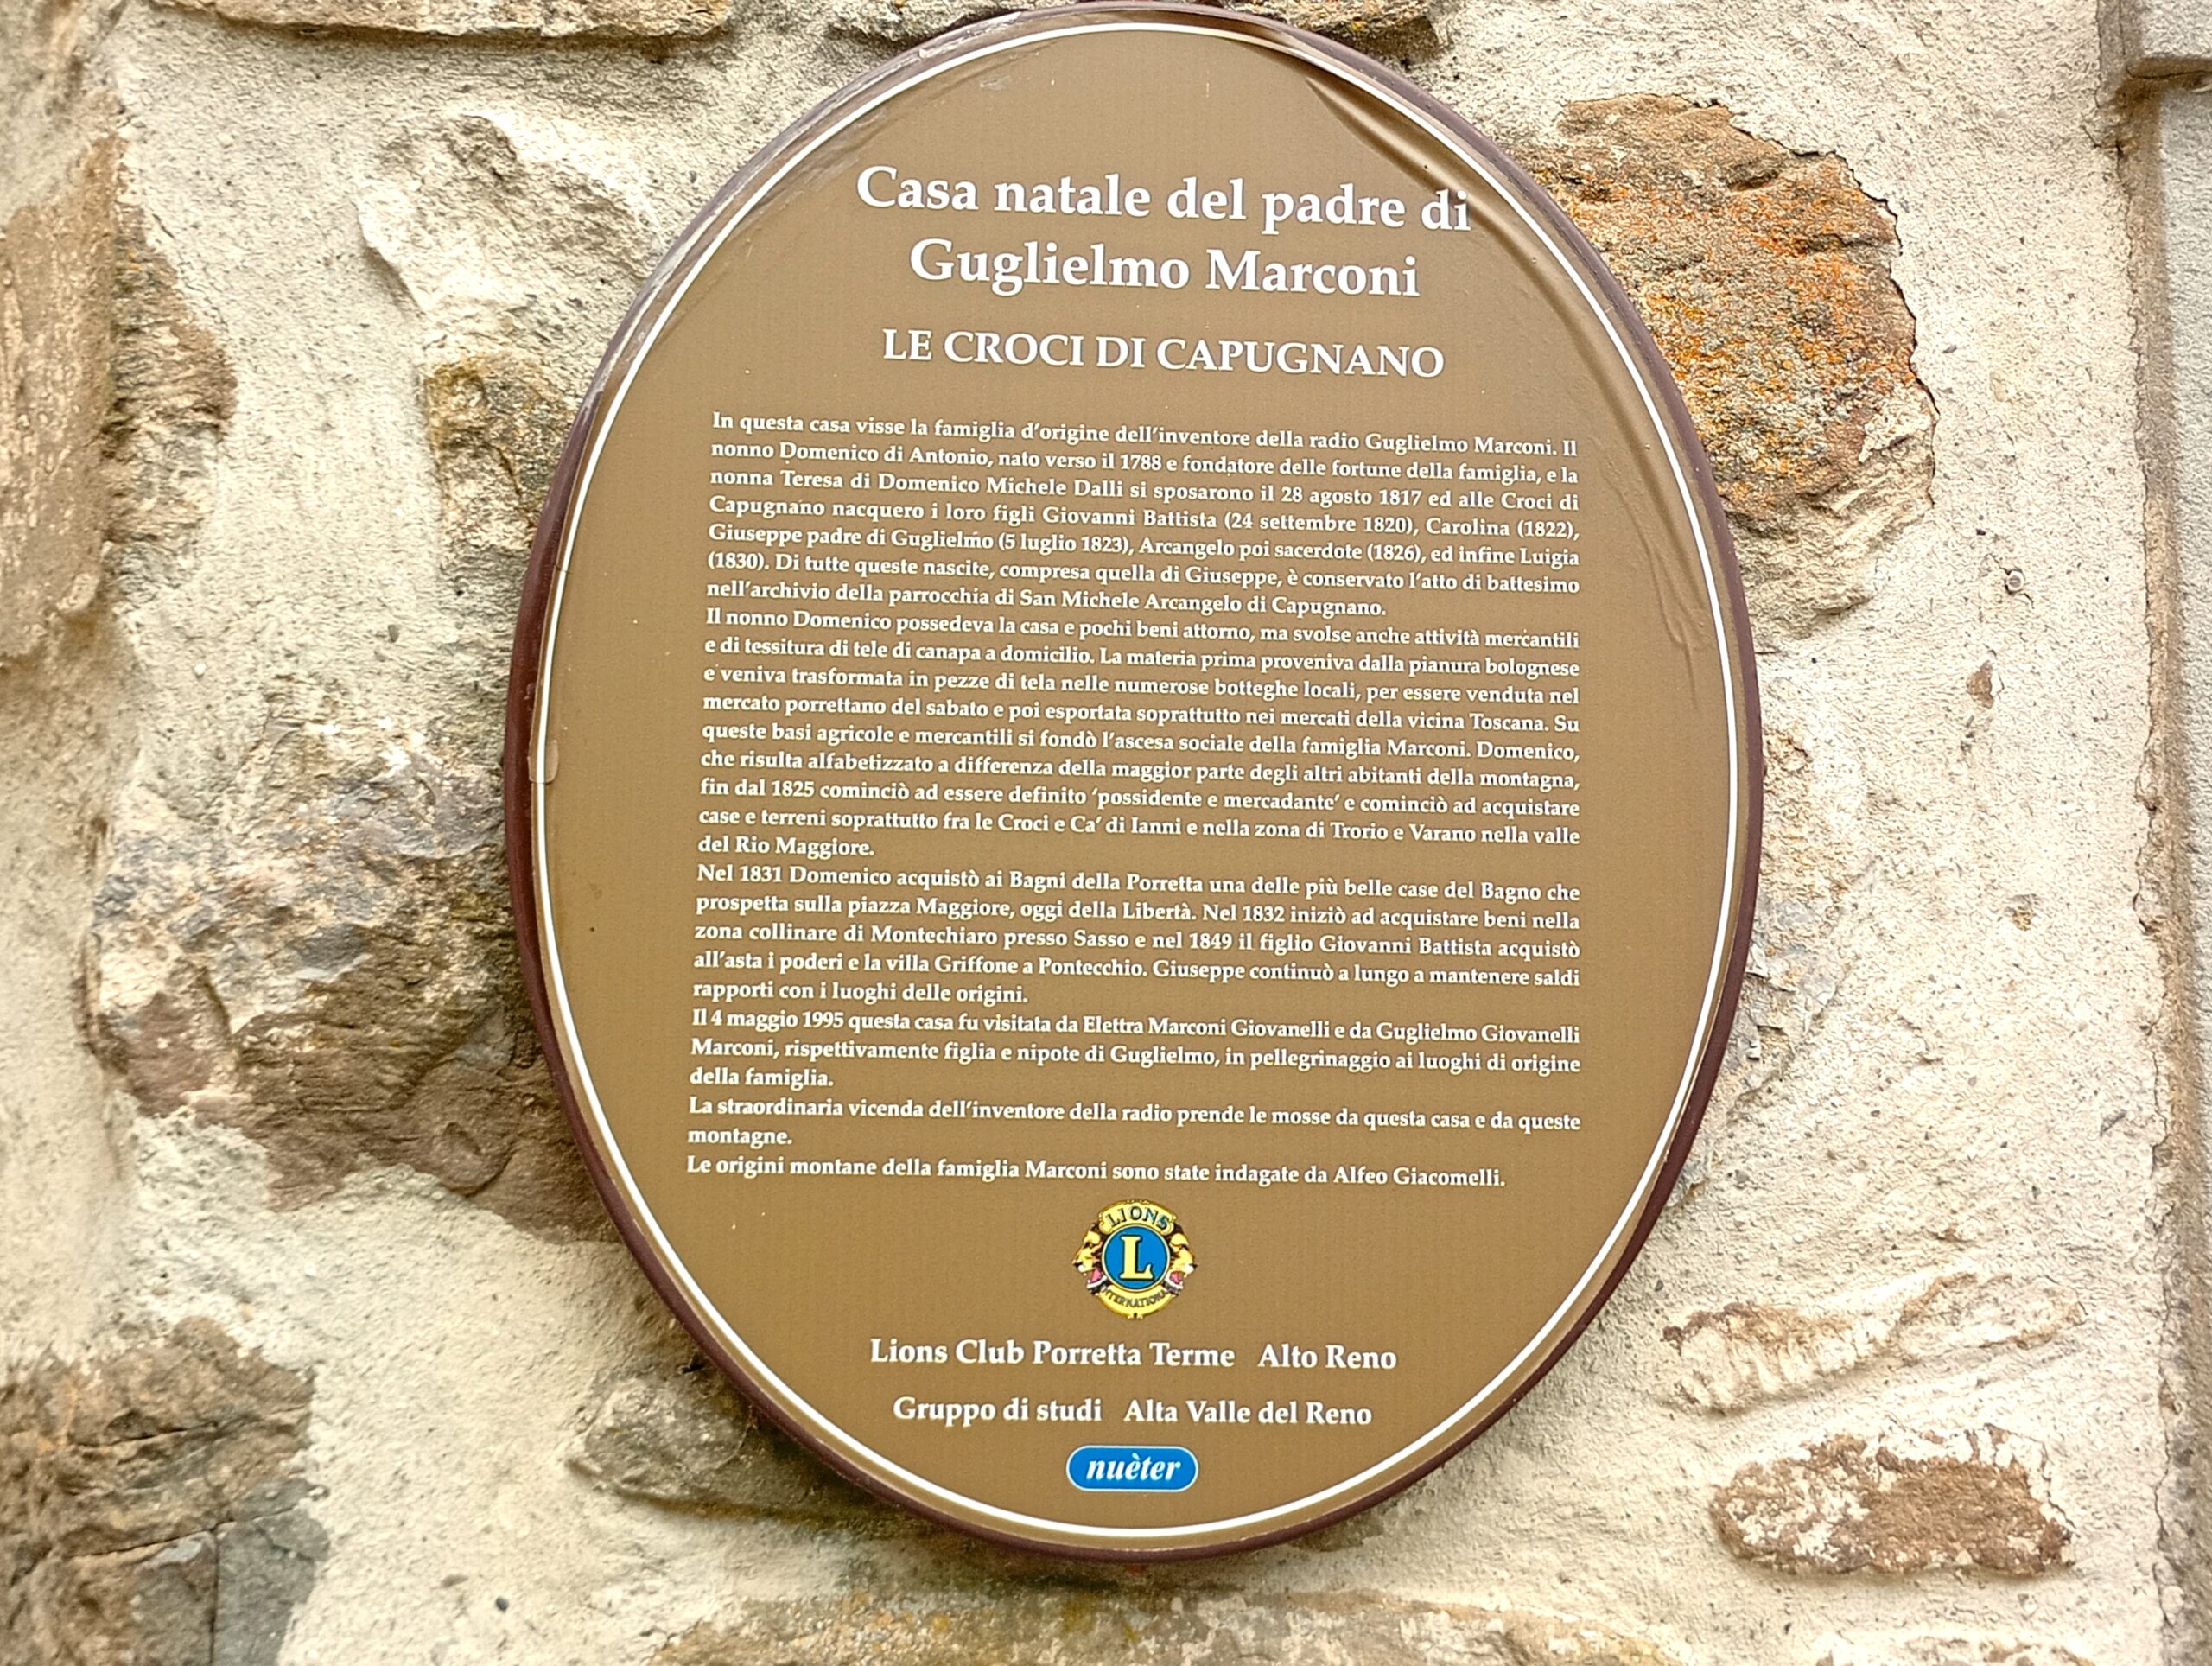 Casa natale del padre di
Guglielmo Marconi
LE CROCI DI CAPUGNANO
In questa casa visse la famiglia d'origine dell'inventore della radio Guglielmo Marconi. Il
nonno Domenico di Antonio, nato verso il 1788 e fondatore delle fortune della famiglia, e la
nonna Teresa di Domenico Michele Dalli si sposarono il 28 agosto 1817 ed alle Croci di
Capugnano nacquero i loro figli Giovanni Battista (24 settembre 1820), Carolina (1822),
Giuseppe padre di Guglielmo (5 luglio 1823), Arcangelo poi sacerdote (1826), ed infine Luigia
(1830). Di tutte queste nascite, compresa quella di Giuseppe, è conservato l'atto di battesimo
nell'archivio della parrocchia di San Michele Arcangelo di Capugnano.
Il nonno Domenico possedeva la casa e pochi beni attorno, ma svolse anche attività mercantili
e di tessitura di tele di canapa a domicilio. La materia prima proveniva dalla pianura bolognese
e veniva trasformata in pezze di tela nelle numerose botteghe locali, per essere venduta nel
mercato porrettano del sabato e poi esportata soprattutto nei mercati della vicina Toscana. Su
queste basi agricole e mercantili si fondò l'ascesa sociale della famiglia Marconi. Domenico,
che risulta alfabetizzato a differenza della maggior parte degli altri abitanti della montagna,
fin dal 1825 cominciò ad essere definito 'possidente e mercadante' e cominciò ad acquistare
case e terreni soprattutto fra le Croci e Ca' di Ianni e nella zona di Trorio e Varano nella valle
del Rio Maggiore.
Nel 1831 Domenico acquistò ai Bagni della Porretta una delle più belle case del Bagno che
prospetta sulla piazza Maggiore, oggi della Libertà. Nel 1832 iniziò ad acquistare beni nella
zona collinare di Montechiaro presso Sasso e nel 1849 il figlio Giovanni Battista acquistò
all'asta i poderi e la villa Griffone a Pontecchio. Giuseppe continuò a lungo a mantenere saldi
rapporti con i luoghi delle origini.
Il 4 maggio 1995 questa casa fu visitata da Elettra Marconi Giovanelli e da Guglielmo Giovanelli
Marconi, rispettivamente figlia e nipote di Guglielmo, in pellegrinaggio ai luoghi di origine
della famiglia.
La straordinaria vicenda dell'inventore della radio prende le mosse da questa casa e da queste
montagne.
Le origini montane della famiglia Marconi sono state indagate da Alfeo Giacomelli.
LIONS
L
INTERNATIONAL
Lions Club Porretta Terme Alto Reno
Gruppo di studi Alta Valle del Reno
nuèter